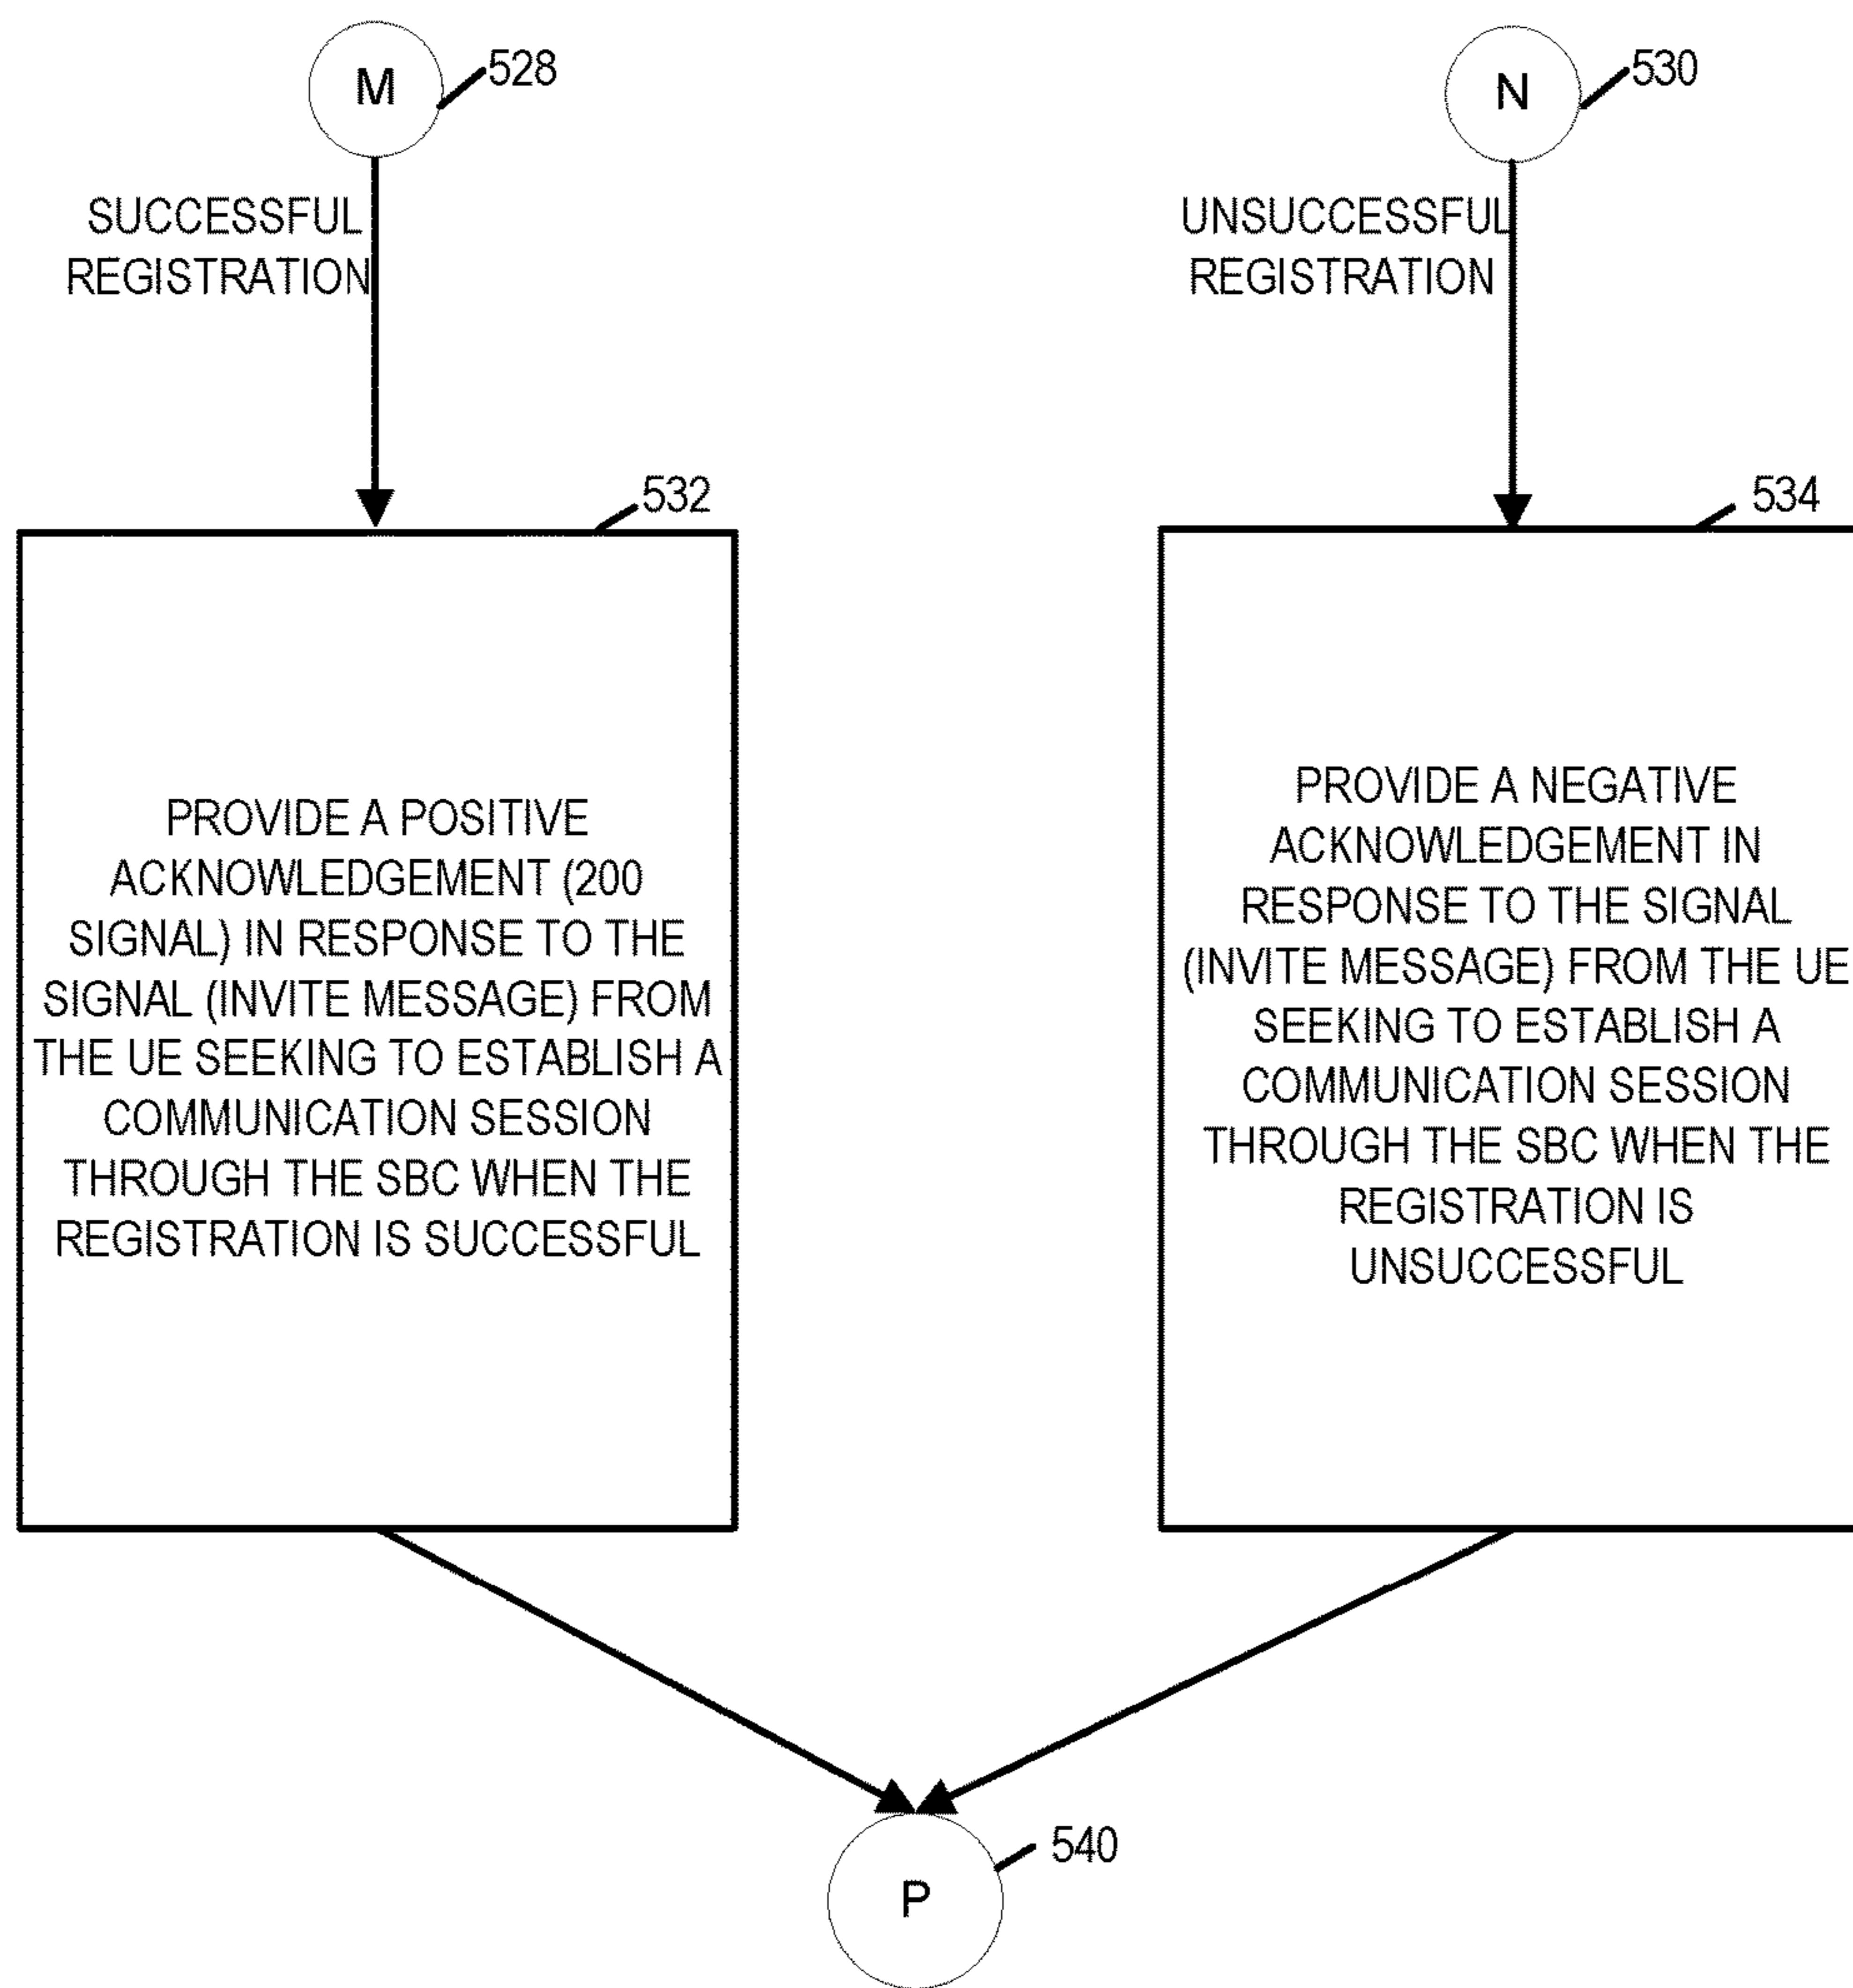 M
528
SUCCESSFUL
REGISTRATION
532
PROVIDE A POSITIVE
ACKNOWLEDGEMENT (200
SIGNAL) IN RESPONSE TO THE
SIGNAL (INVITE MESSAGE) FROM
THE UE SEEKING TO ESTABLISH A
COMMUNICATION SESSION
THROUGH THE SBC WHEN THE
REGISTRATION IS SUCCESSFUL
N
530
UNSUCCESSFUL
REGISTRATION
534
PROVIDE A NEGATIVE
ACKNOWLEDGEMENT IN
RESPONSE TO THE SIGNAL
(INVITE MESSAGE) FROM THE UE
SEEKING TO ESTABLISH A
COMMUNICATION SESSION
THROUGH THE SBC WHEN THE
REGISTRATION IS
UNSUCCESSFUL
540
P